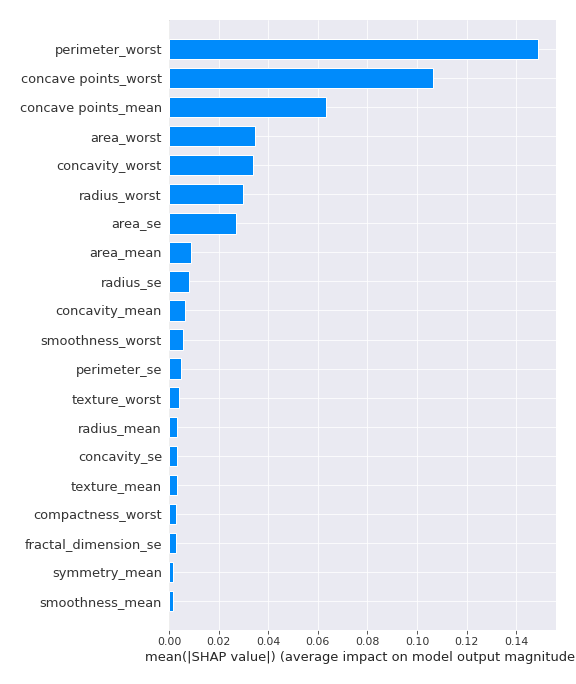 perimeter_worst
concave points_worst
concave points_mean
area_worst
concavity_worst
radius_worst
area_se
area_mean
radius_se
concavity_mean
smoothness_worst
perimeter_se
texture_worst
radius_mean
concavity_se
texture_mean
compactness_worst
fractal_dimension_se
symmetry_mean
smoothness_mean
0.00 0.02 0.04 0.06 0.08 0.10 0.12 0.14
mean(|SHAP value|) (average impact on model output magnitude